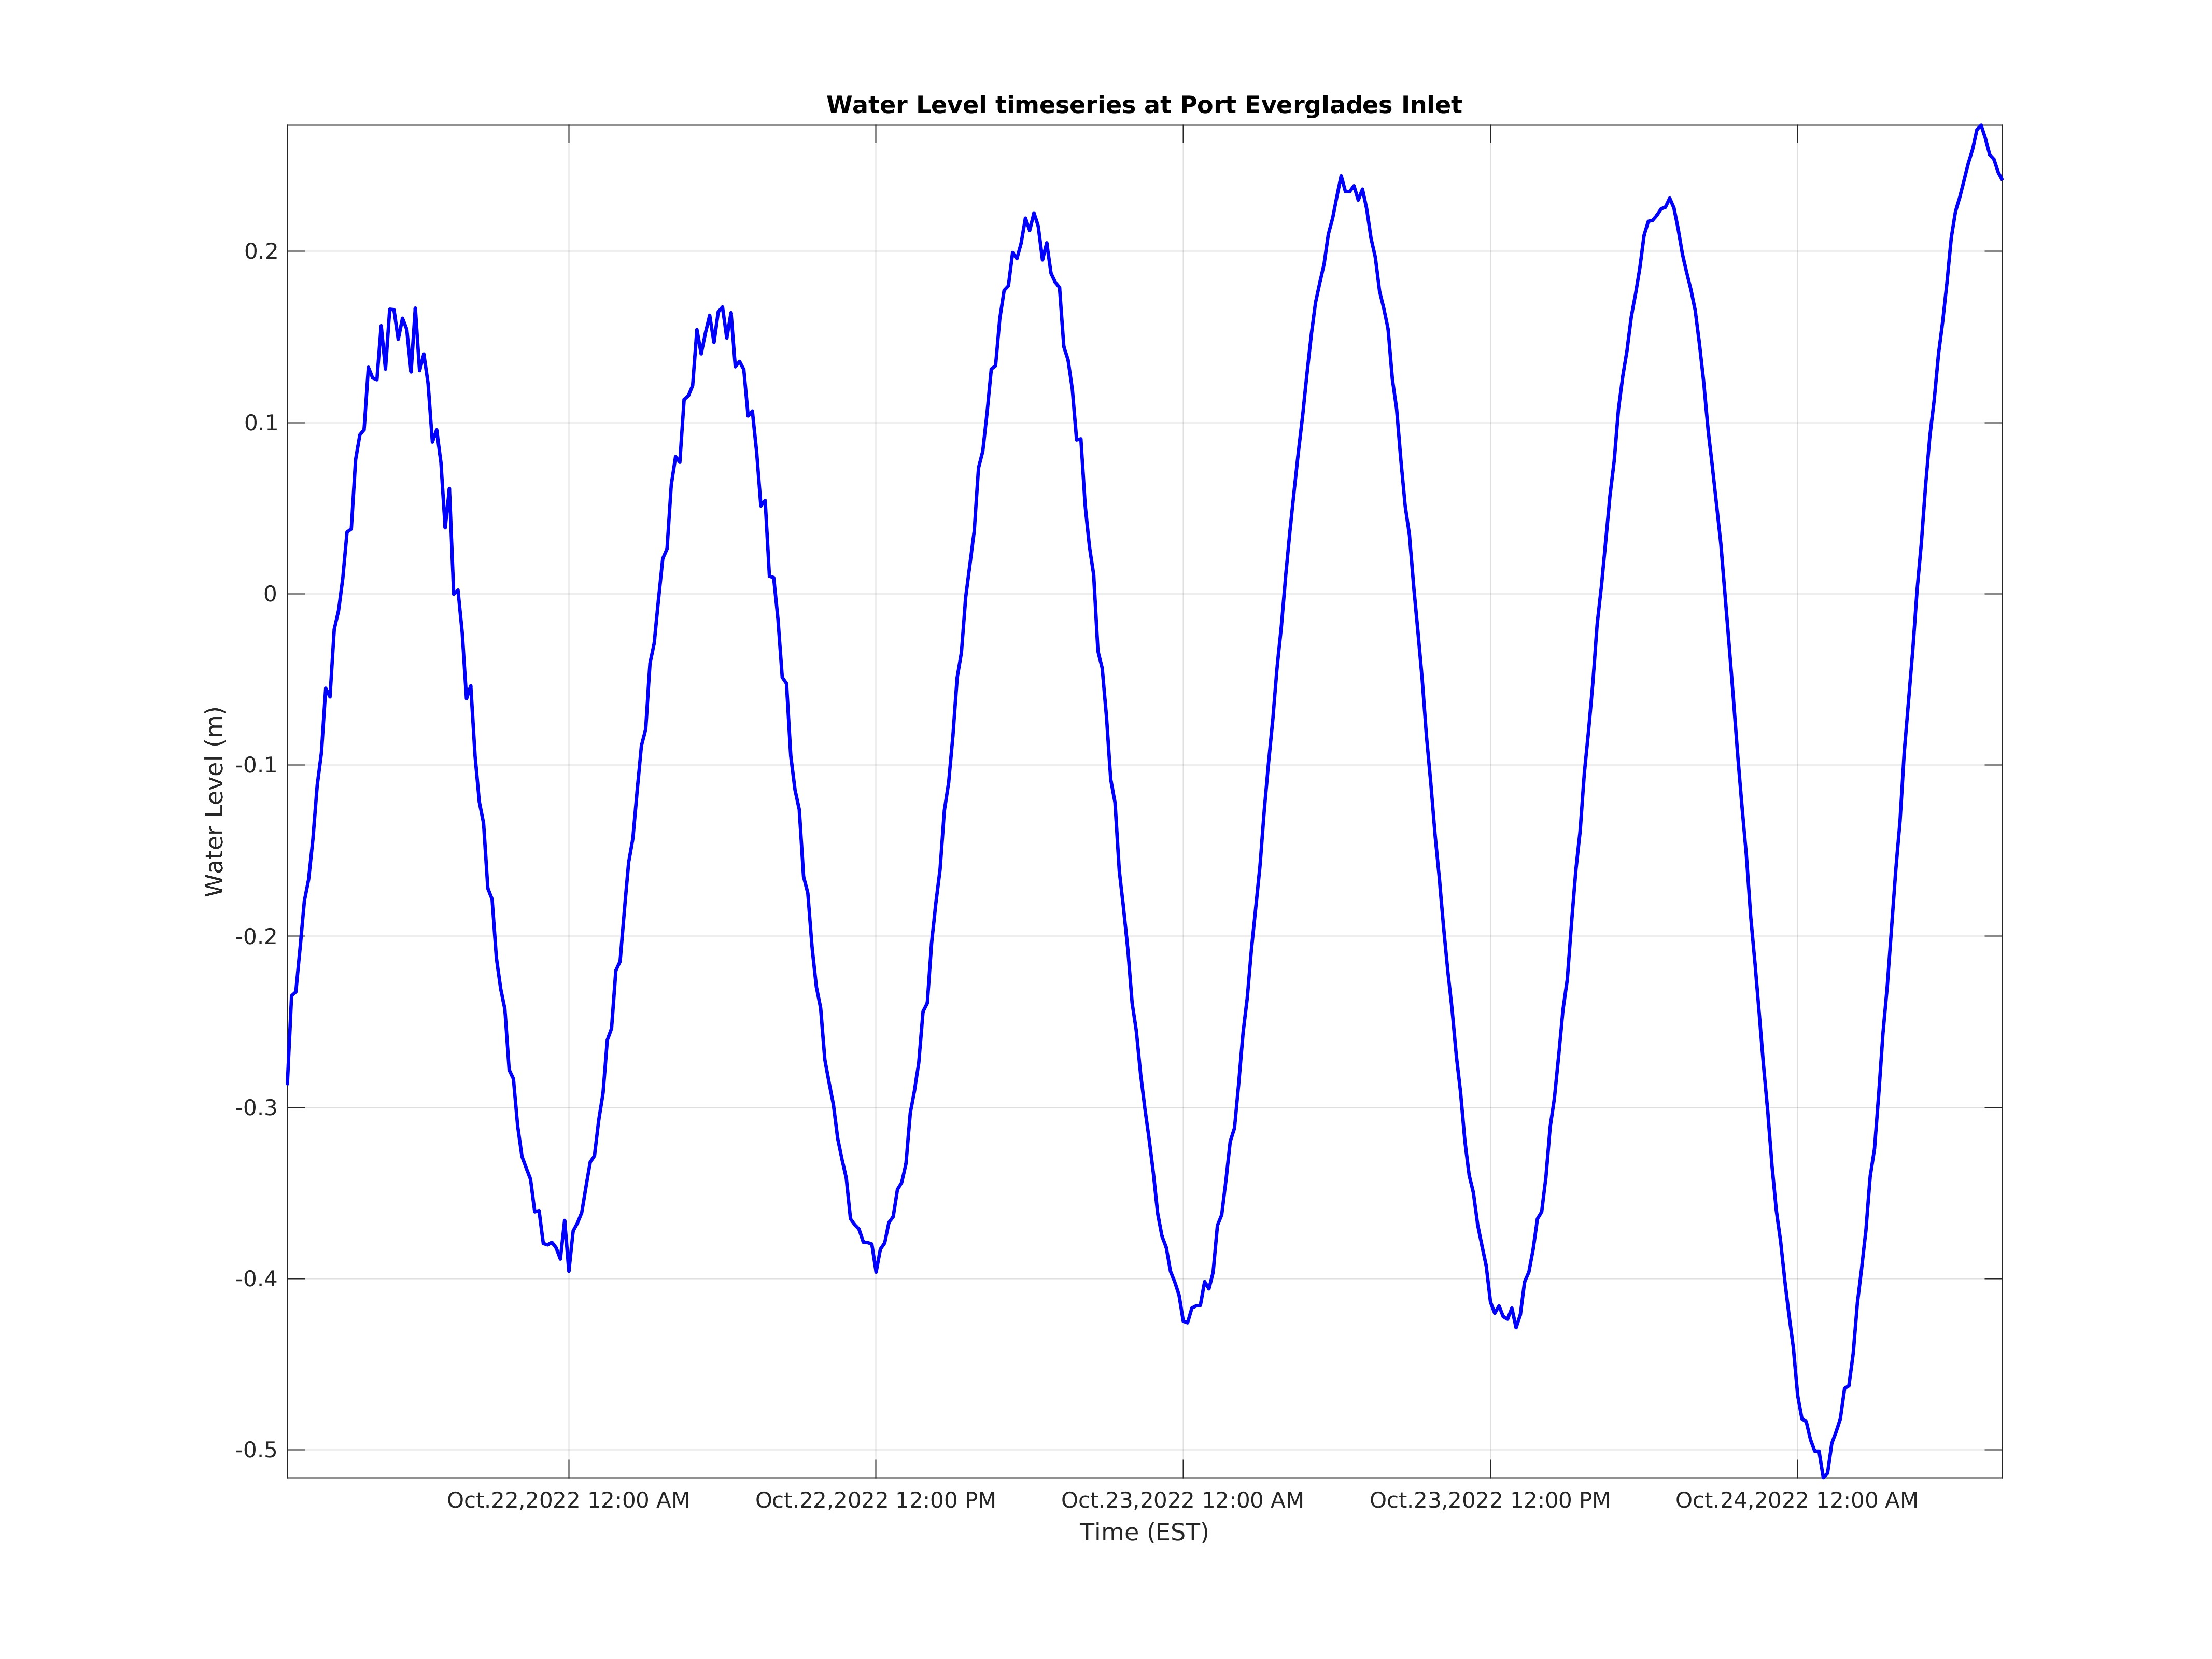 Water Level timeseries at Port Everglades Inlet
0.2
0.1
0
-0.1
-0.2
-0.3
-0.4
-0.5
Water Level (m)
Oct.22,2022 12:00 AM
Oct.22,2022 12:00 PM
Oct.23,2022 12:00 AM
Oct.23,2022 12:00 PM
Oct.24,2022 12:00 AM
Time (EST)